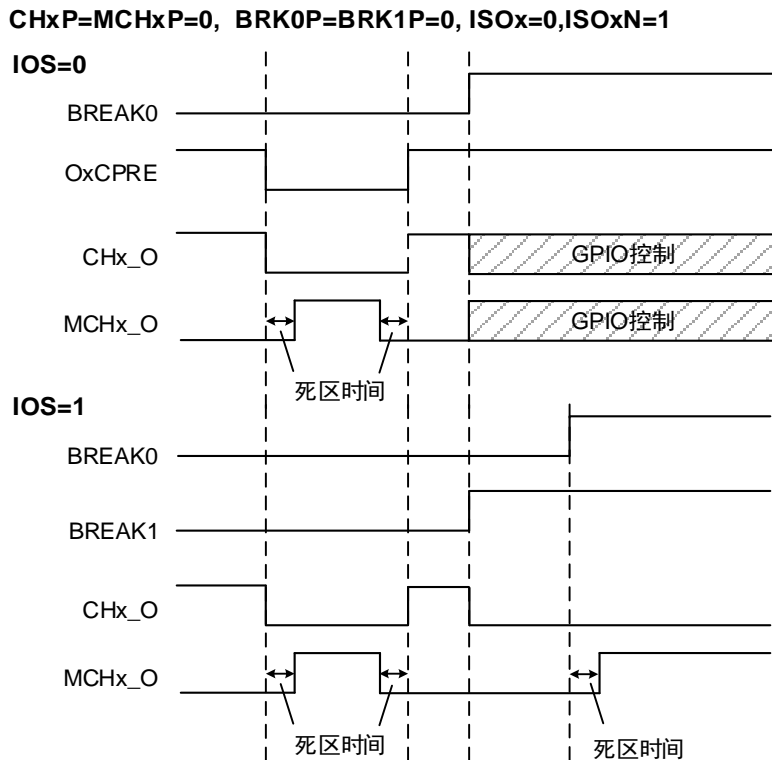 CHxP=MCHxP=0, BRK0P=BRK1P=0, ISOx=0,ISOxN=1
IOS=0
BREAK0
OxCPRE
CHx_O
GPIO控制
MCHx_O
GPIO控制
死区时间
IOS=1
BREAK0
BREAK1
CHx_O
MCHx_O
死区时间
死区时间